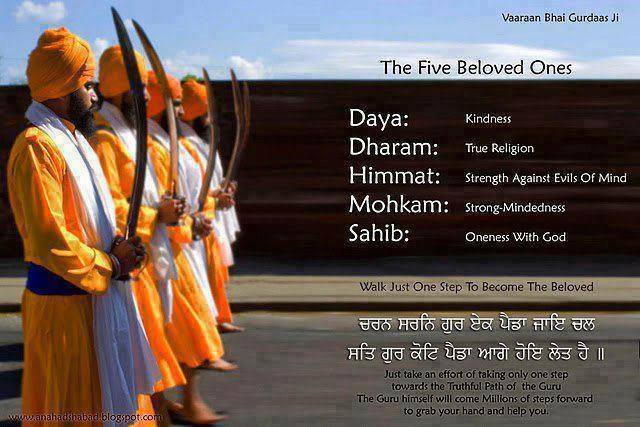 Vaaraan Bhai Gurdaas Ji
The Five Beloved Ones
Daya: Kindness
Dharam: True Religion
Himmat: Strength Against Evils Of Mind
Mohkam: Strong-Mindedness
Sahib: Oneness With God
Walk Just One Step To Become The Beloved
ਚਰਨ ਸਰਨਿ ਗੁਰ ਏਕ ਪੈਡਾ ਜਾਇ ਚਲ
ਸਤਿ ਗੁਰ ਕੋਟਿ ਪੈਡਾ ਆਗੇ ਹੋਇ ਲੇਤ ਹੈ ॥
Just take an effort of taking only one step
towards the Truthful Path of the Guru
The Guru himself will come Millions of steps forward
to grab your hand and help you.
www.anahadshabad.blogspot.com